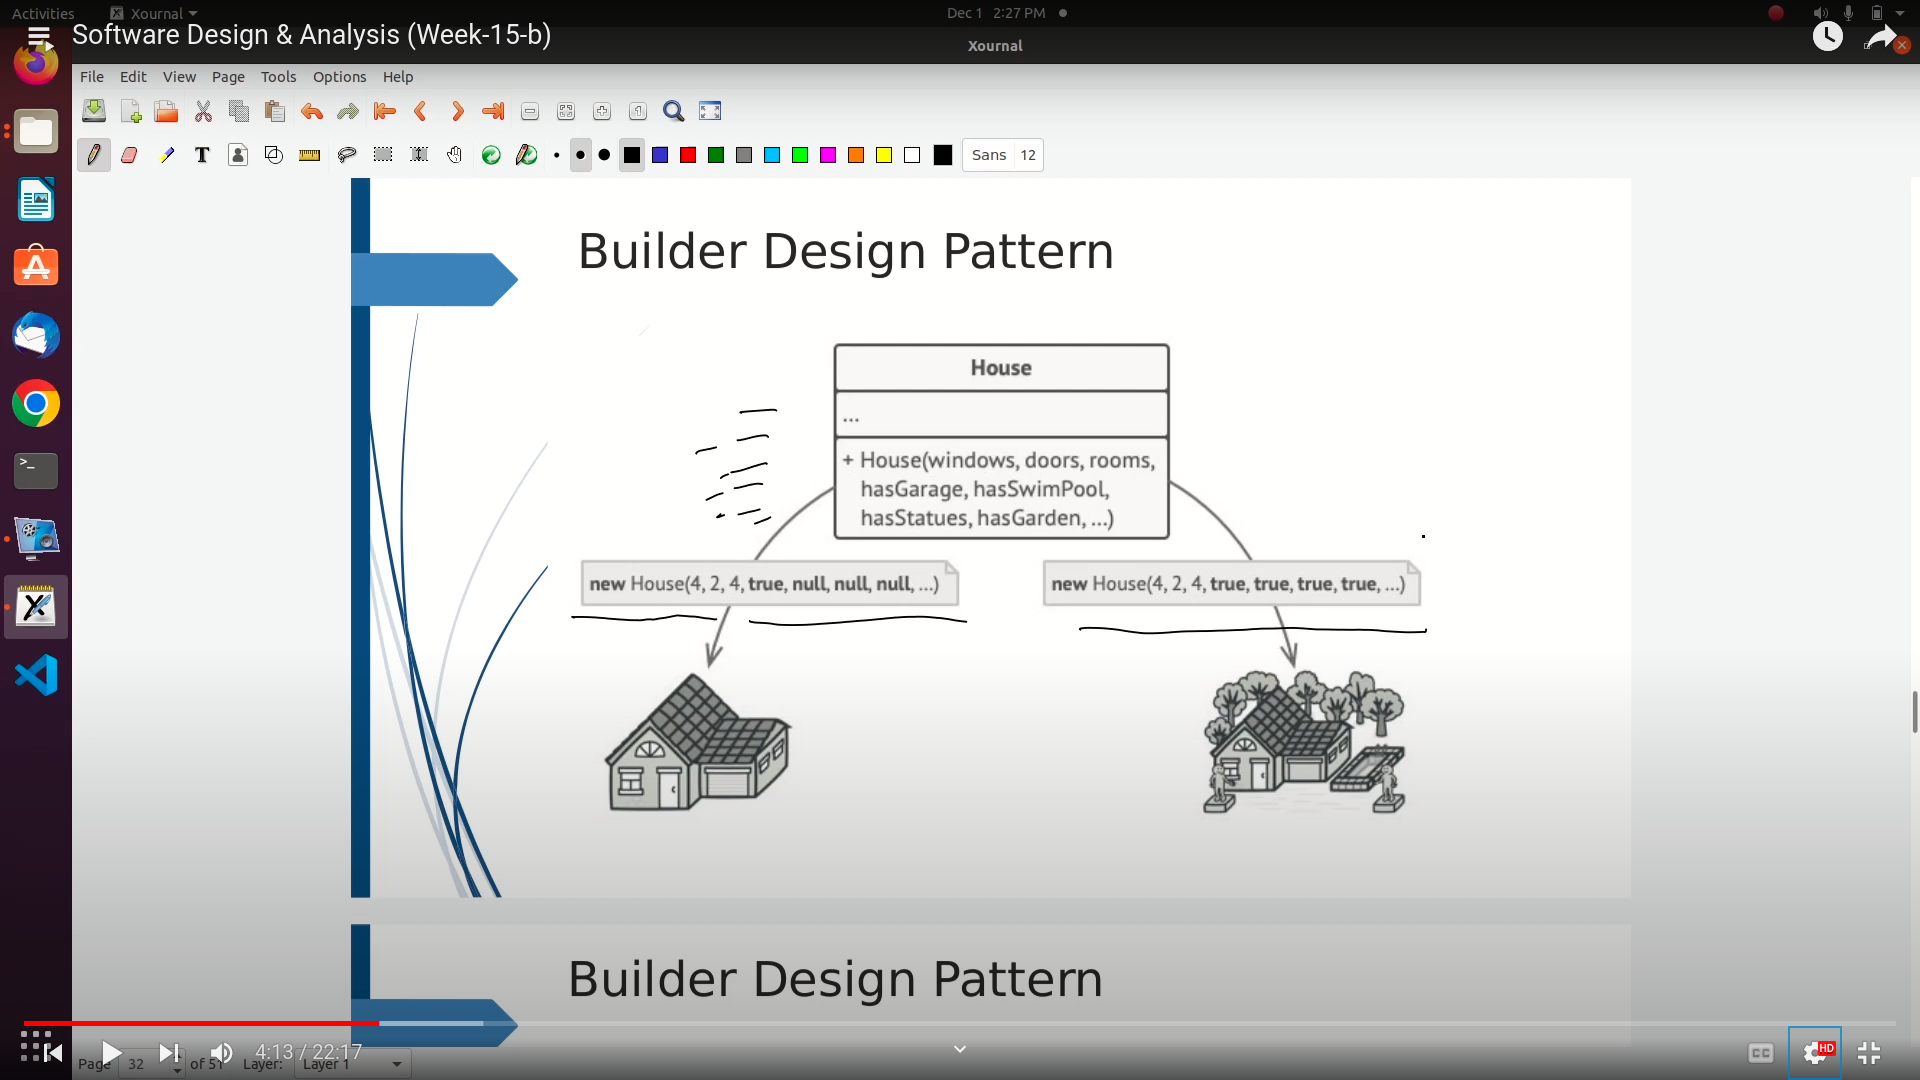 Activities Xournal Dec 1 2:27 PM
Software Design & Analysis (Week-15-b)
Xournal
File Edit View Page Tools Options Help
T Sans 12
Builder Design Pattern
House
...
+ House(windows, doors, rooms,
hasGarage, hasSwimPool,
hasStatues, hasGarden, ...)
new House(4, 2, 4, true, null, null, null, ...)
new House(4, 2, 4, true, true, true, true, ...)
Builder Design Pattern
4:13 / 22:17
CC HD
Page 32 of 51 Layer: Layer 1